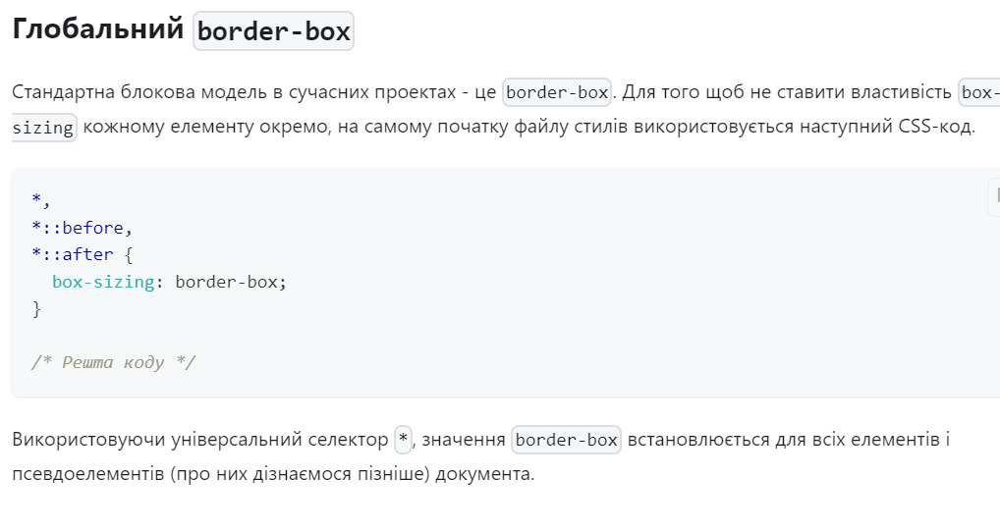 Глобальний border-box
Стандартна блокова модель в сучасних проектах - це border-box. Для того щоб не ставити властивість box-
sizing кожному елементу окремо, на самому початку файлу стилів використовується наступний CSS-код.
*,
*::before,
*::after {
  box-sizing: border-box;
}
/* Решта коду */
Використовуючи універсальний селектор *, значення border-box встановлюється для всіх елементів і
псевдоелементів (про них дізнаємося пізніше) документа.